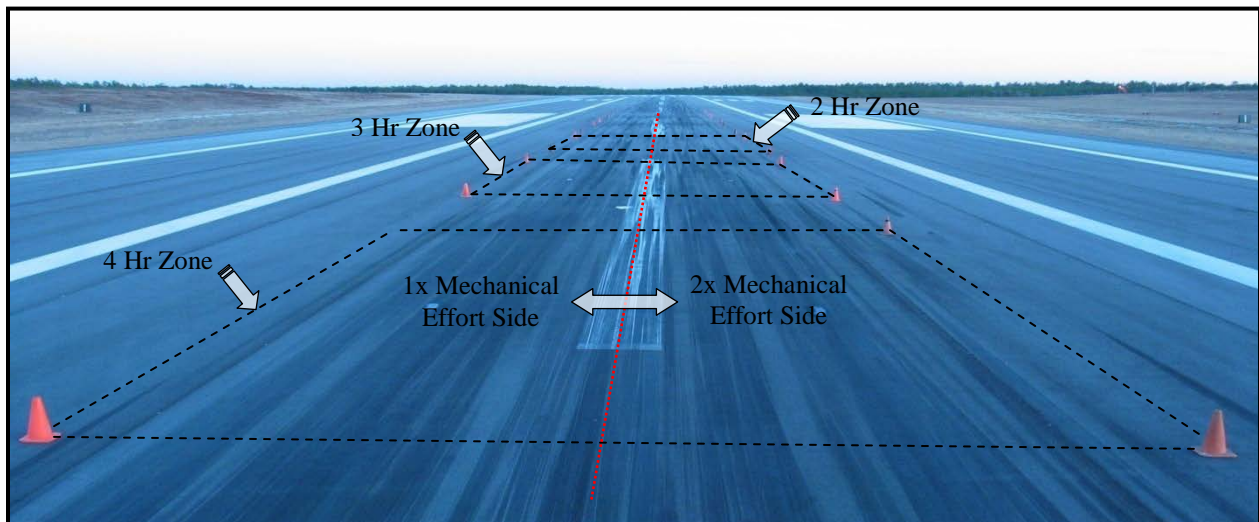 2 Hr Zone
3 Hr Zone
4 Hr Zone
1x Mechanical
Effort Side
2x Mechanical
Effort Side